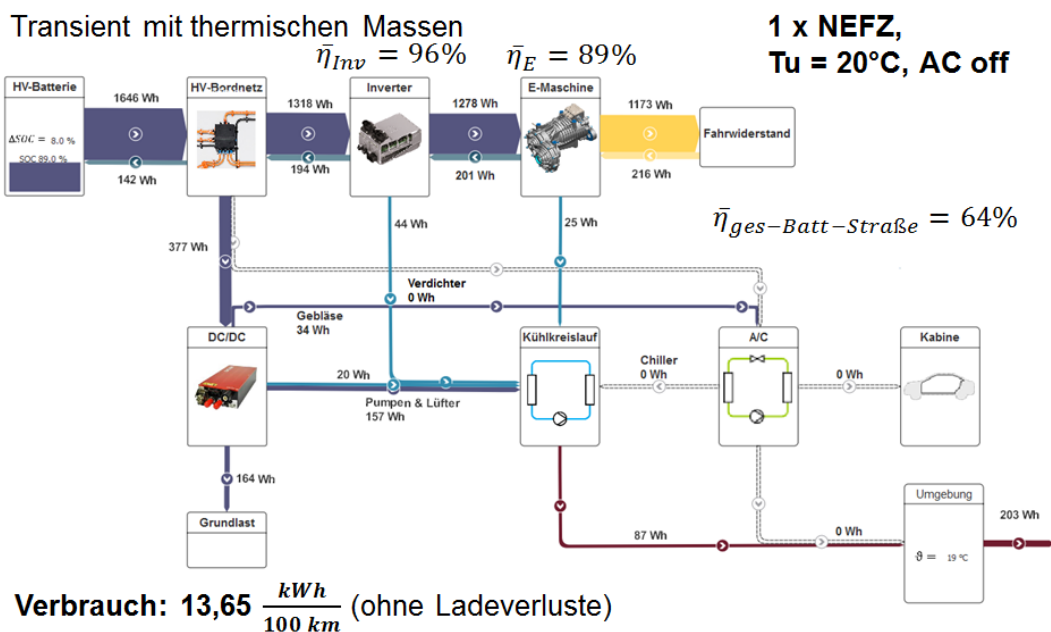 Transient mit thermischen Massen
1 x NEFZ,
Tu = 20°C, AC off
η̄_Inv = 96%
η̄_E = 89%
HV-Batterie
1646 Wh
HV-Bordnetz
1318 Wh
Inverter
1278 Wh
E-Maschine
1173 Wh
Fahrwiderstand
ΔSOC = 8.0 %
SOC 89.0 %
142 Wh
194 Wh
201 Wh
216 Wh
η̄_ges-Batt-Straße = 64%
377 Wh
44 Wh
25 Wh
Verdichter
0 Wh
Gebläse
34 Wh
DC/DC
Kühlkreislauf
A/C
Kabine
20 Wh
Pumpen & Lüfter
157 Wh
Chiller
0 Wh
0 Wh
164 Wh
Grundlast
87 Wh
0 Wh
Umgebung
ϑ = 19 °C
203 Wh
Verbrauch: 13,65 kWh/100 km (ohne Ladeverluste)